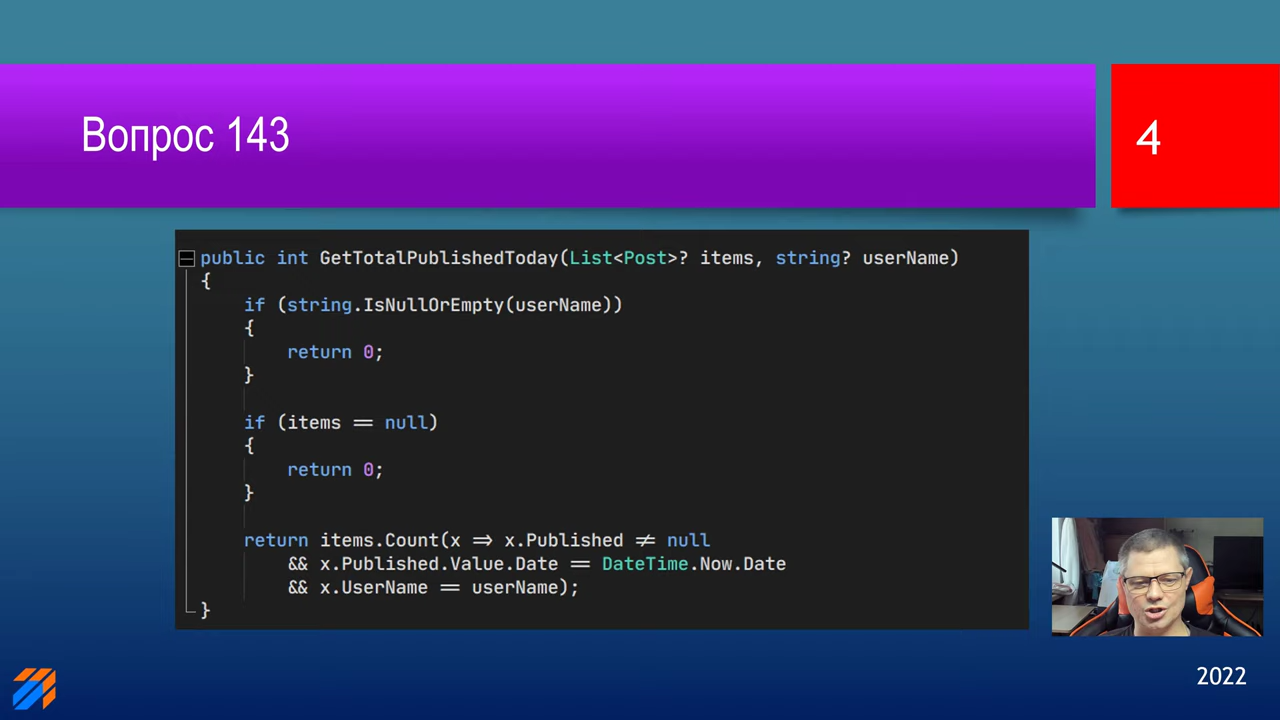 Вопрос 143
4
public int GetTotalPublishedToday(List<Post>? items, string? userName)
{
    if (string.IsNullOrEmpty(userName))
    {
        return 0;
    }
    if (items == null)
    {
        return 0;
    }
    return items.Count(x => x.Published != null
        && x.Published.Value.Date == DateTime.Now.Date
        && x.UserName == userName);
}
2022